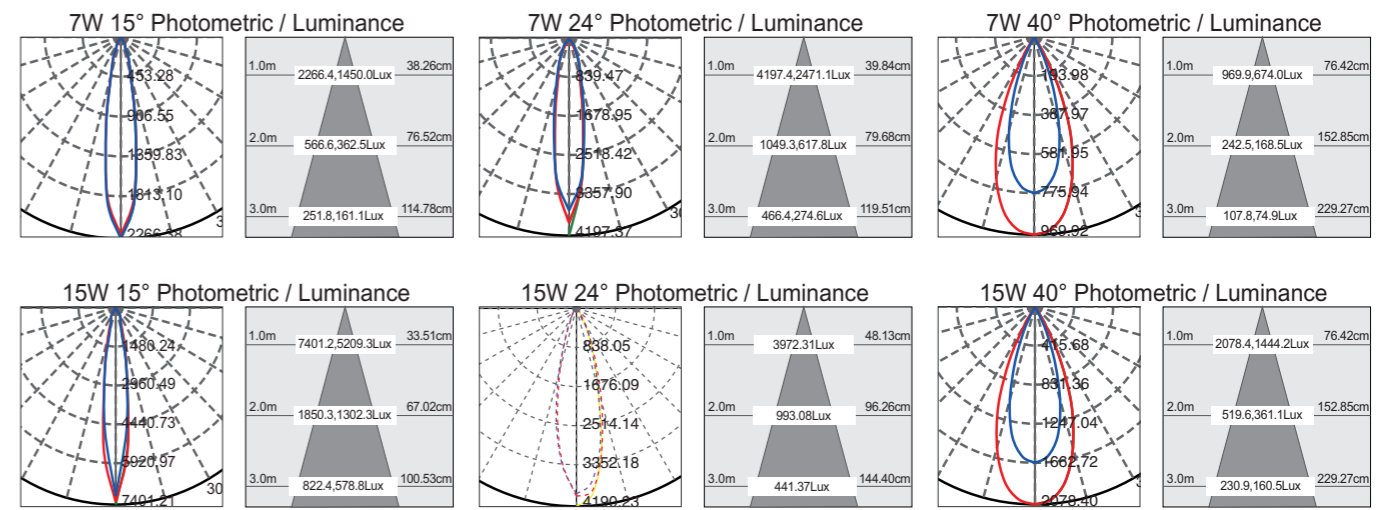 7W 15° Photometric / Luminance
453.28
906.55
1359.83
1813.10
2266.38
3
1.0m 2266.4,1450.0Lux 38.26cm
2.0m 566.6,362.5Lux 76.52cm
3.0m 251.8,161.1Lux 114.78cm
7W 24° Photometric / Luminance
839.47
1678.95
2518.42
3357.90
4197.37
30
1.0m 4197.4,2471.1Lux 39.84cm
2.0m 1049.3,617.8Lux 79.68cm
3.0m 466.4,274.6Lux 119.51cm
7W 40° Photometric / Luminance
193.98
387.97
581.95
775.94
969.92
3
1.0m 969.9,674.0Lux 76.42cm
2.0m 242.5,168.5Lux 152.85cm
3.0m 107.8,74.9Lux 229.27cm
15W 15° Photometric / Luminance
1480.24
2960.49
4440.73
5920.97
7401.21
30
1.0m 7401.2,5209.3Lux 33.51cm
2.0m 1850.3,1302.3Lux 67.02cm
3.0m 822.4,578.8Lux 100.53cm
15W 24° Photometric / Luminance
838.05
1676.09
2514.14
3352.18
4190.23
1.0m 3972.31Lux 48.13cm
2.0m 993.08Lux 96.26cm
3.0m 441.37Lux 144.40cm
15W 40° Photometric / Luminance
415.68
831.36
1247.04
1662.72
2078.40
3
1.0m 2078.4,1444.2Lux 76.42cm
2.0m 519.6,361.1Lux 152.85cm
3.0m 230.9,160.5Lux 229.27cm